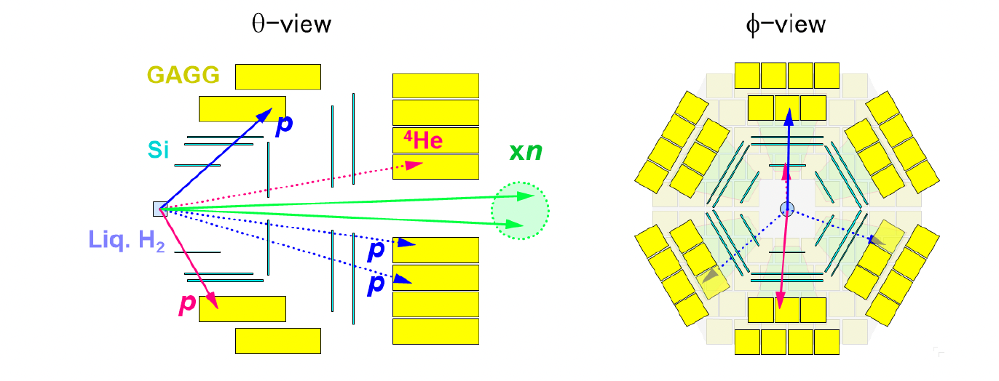 θ-view
ϕ-view
GAGG
p
Si
⁴He
xn
Liq. H₂
p
p
p